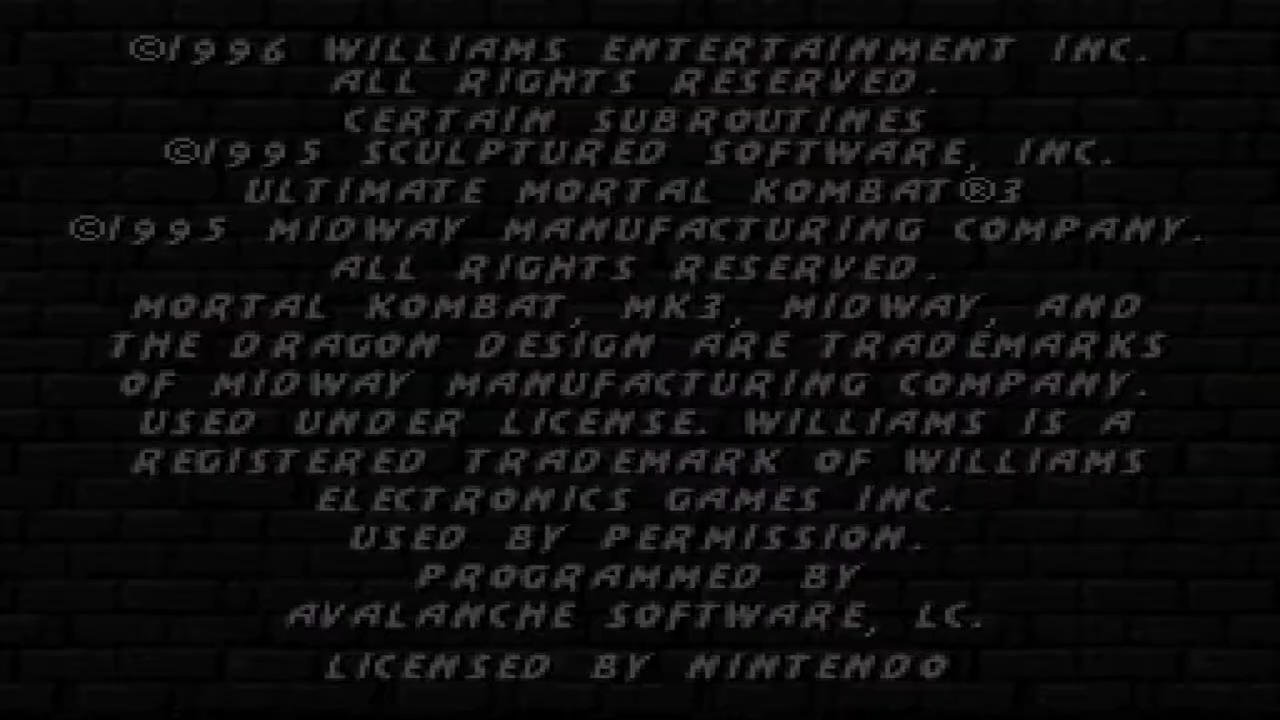 ©1996 WILLIAMS ENTERTAINMENT INC.
ALL RIGHTS RESERVED.
CERTAIN SUBROUTINES
©1995 SCULPTURED SOFTWARE, INC.
ULTIMATE MORTAL KOMBAT®3
©1995 MIDWAY MANUFACTURING COMPANY.
ALL RIGHTS RESERVED.
MORTAL KOMBAT, MK3, MIDWAY, AND
THE DRAGON DESIGN ARE TRADEMARKS
OF MIDWAY MANUFACTURING COMPANY.
USED UNDER LICENSE. WILLIAMS IS A
REGISTERED TRADEMARK OF WILLIAMS
ELECTRONICS GAMES INC.
USED BY PERMISSION.
PROGRAMMED BY
AVALANCHE SOFTWARE, LC.
LICENSED BY NINTENDO